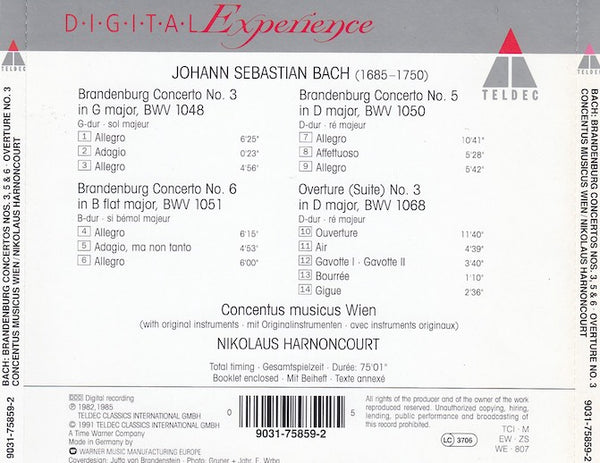 D·I·G·I·T·A·L Experience
TELDEC
TELDEC
JOHANN SEBASTIAN BACH (1685–1750)
Brandenburg Concerto No. 3
in G major, BWV 1048
G-dur · sol majeur
1 Allegro 6'25"
2 Adagio 0'23"
3 Allegro 4'56"
Brandenburg Concerto No. 6
in B flat major, BWV 1051
B-dur · si bémol majeur
4 Allegro 6'15"
5 Adagio, ma non tanto 4'53"
6 Allegro 6'00"
Brandenburg Concerto No. 5
in D major, BWV 1050
D-dur · ré majeur
7 Allegro 10'41"
8 Affettuoso 5'28"
9 Allegro 5'42"
Overture (Suite) No. 3
in D major, BWV 1068
D-dur · ré majeur
10 Ouverture 11'40"
11 Air 4'39"
12 Gavotte I · Gavotte II 3'40"
13 Bourrée 1'10"
14 Gigue 2'36"
Concentus musicus Wien
(with original instruments · mit Originalinstrumenten · avec instruments originaux)
NIKOLAUS HARNONCOURT
Total timing · Gesamtspielzeit · Durée: 75'01"
Booklet enclosed · Mit Beiheft · Texte annexé
DDD Digital recording
℗ 1982, 1985
TELDEC CLASSICS INTERNATIONAL GMBH
© 1991 TELDEC CLASSICS INTERNATIONAL GMBH
A Time Warner Company
Made in Germany by
WARNER MUSIC MANUFACTURING EUROPE
Coverdesign: Jutta von Brandenstein · Photo: Gruner + Jahr, F. Wrba
0 5
9031-75859-2
All rights of the producer and of the owner of the work
reproduced reserved. Unauthorized copying, hiring,
lending, public performance and broadcasting
of this record prohibited.
LC 3706
TCI · M
EW · ZS
WE · 807
BACH: BRANDENBURG CONCERTOS NOS. 3, 5 & 6 · OVERTURE NO. 3
CONCENTUS MUSICUS WIEN/NIKOLAUS HARNONCOURT
9031-75859-2
TELDEC
BACH: BRANDENBURG CONCERTOS NOS. 3, 5 & 6 · OVERTURE NO. 3
CONCENTUS MUSICUS WIEN/NIKOLAUS HARNONCOURT
9031-75859-2